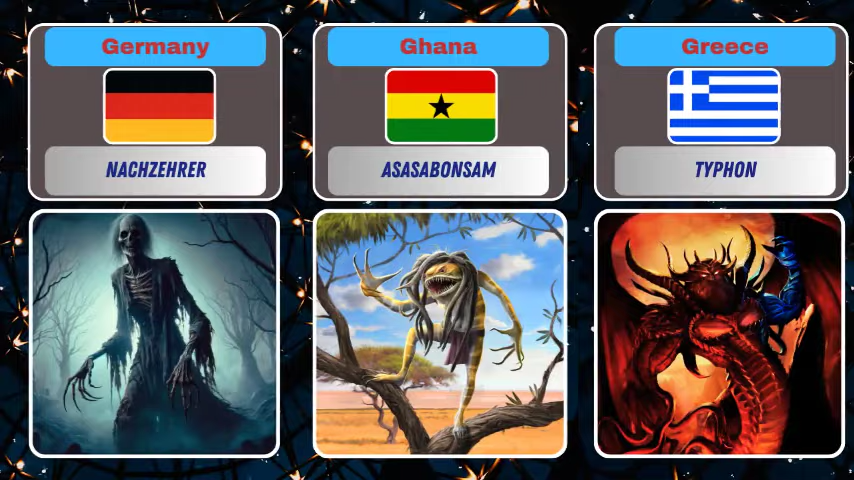 Germany
Ghana
Greece
NACHZEHRER
ASASABONSAM
TYPHON